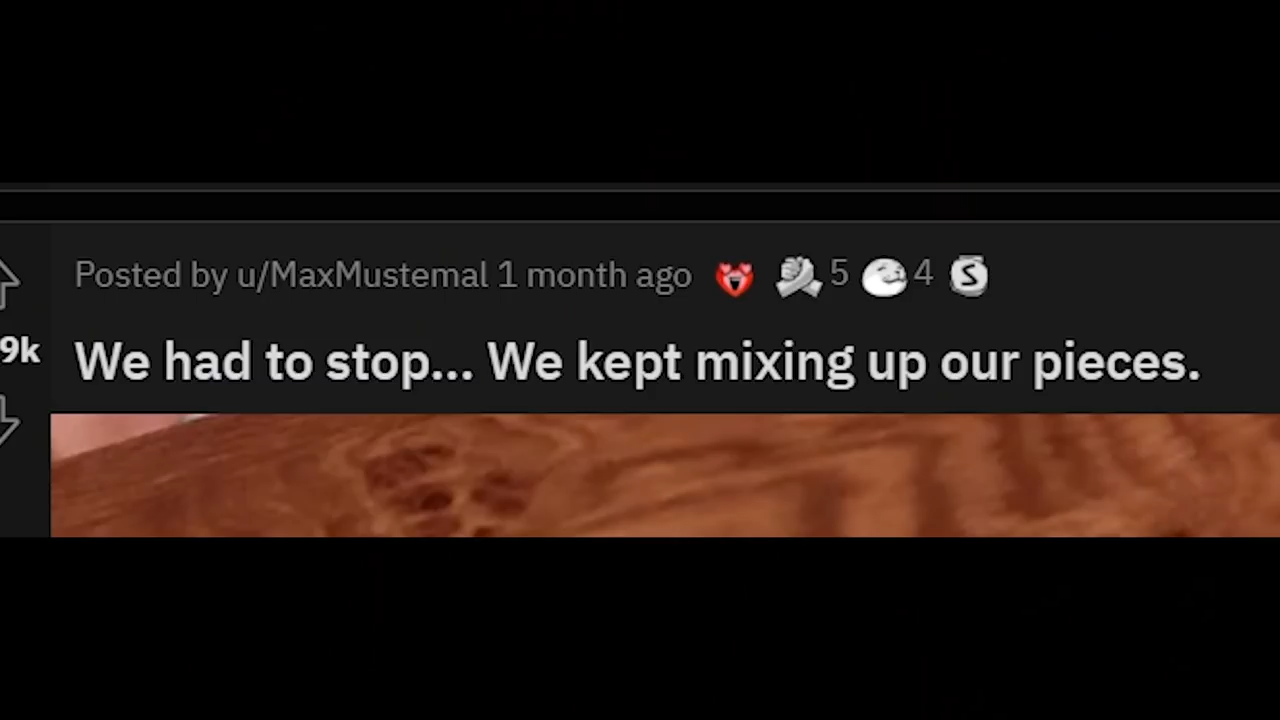 Posted by u/MaxMustemal 1 month ago 5 4 S
9k
We had to stop... We kept mixing up our pieces.